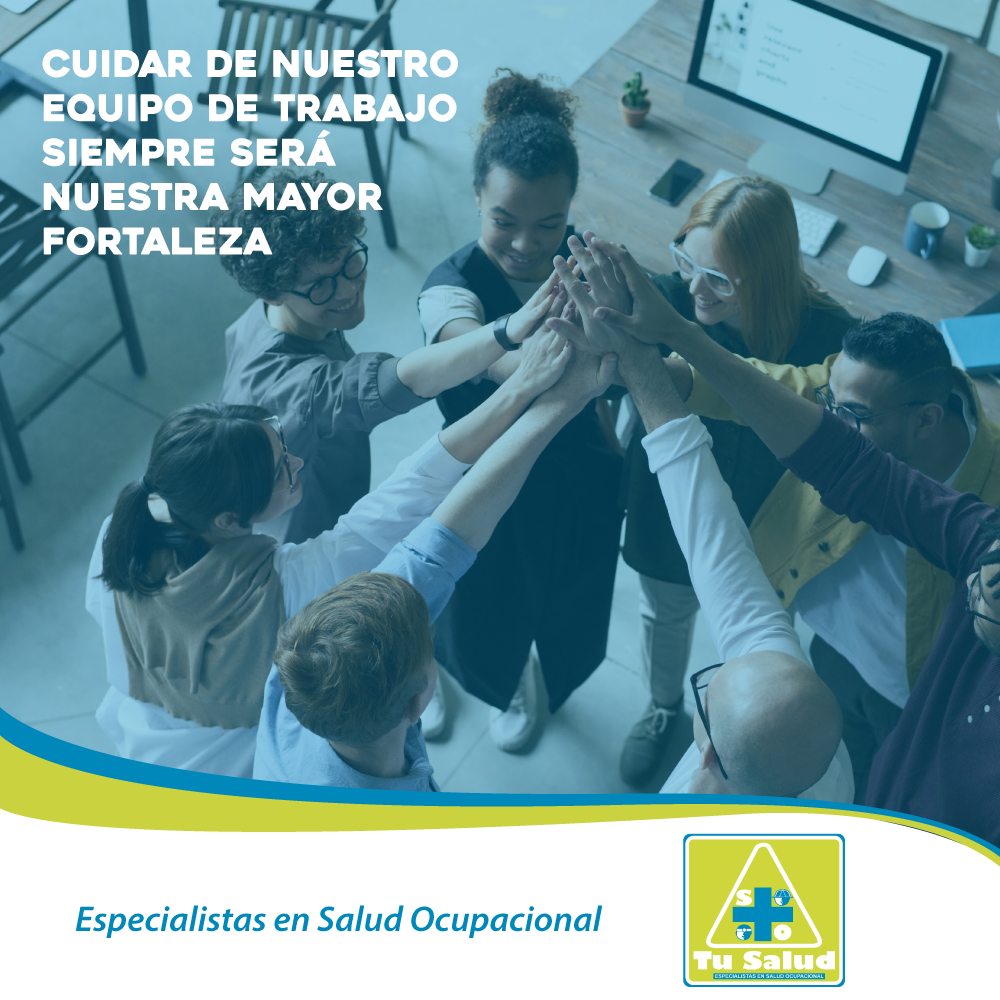 CUIDAR DE NUESTRO
EQUIPO DE TRABAJO
SIEMPRE SERÁ
NUESTRA MAYOR
FORTALEZA
Especialistas en Salud Ocupacional
S
O
Tu Salud
ESPECIALISTAS EN SALUD OCUPACIONAL